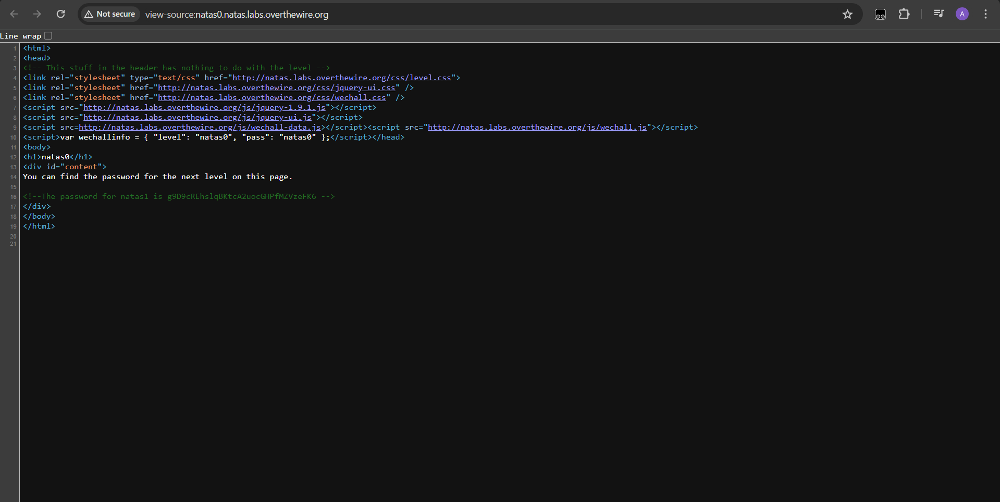 Not secure view-source:natas0.natas.labs.overthewire.org A
Line wrap
1 <html>
2 <head>
3 <!-- This stuff in the header has nothing to do with the level -->
4 <link rel="stylesheet" type="text/css" href="http://natas.labs.overthewire.org/css/level.css">
5 <link rel="stylesheet" href="http://natas.labs.overthewire.org/css/jquery-ui.css" />
6 <link rel="stylesheet" href="http://natas.labs.overthewire.org/css/wechall.css" />
7 <script src="http://natas.labs.overthewire.org/js/jquery-1.9.1.js"></script>
8 <script src="http://natas.labs.overthewire.org/js/jquery-ui.js"></script>
9 <script src=http://natas.labs.overthewire.org/js/wechall-data.js></script><script src="http://natas.labs.overthewire.org/js/wechall.js"></script>
10 <script>var wechallinfo = { "level": "natas0", "pass": "natas0" };</script></head>
11 <body>
12 <h1>natas0</h1>
13 <div id="content">
14 You can find the password for the next level on this page.
15
16 <!--The password for natas1 is g9D9cREhslqBKtcA2uocGHPfMZVzeFK6 -->
17 </div>
18 </body>
19 </html>
20
21